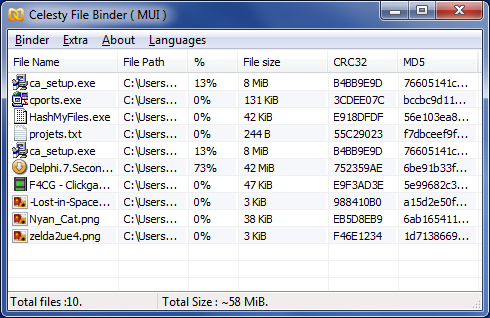 Celesty File Binder ( MUI )
Binder Extra About Languages
File Name File Path % File size CRC32 MD5
ca_setup.exe C:\Users... 13% 8 MiB B4BB9E9D 76605141c...
cports.exe C:\Users... 0% 131 KiB 3CDEE07C bccbc9d11...
HashMyFiles.exe C:\Users... 0% 42 KiB E918DFDF 56e103ea8...
projets.txt C:\Users... 0% 244 B 55C29023 f7dbceef9f...
ca_setup.exe C:\Users... 13% 8 MiB B4BB9E9D 76605141c...
Delphi.7.Secon... C:\Users... 73% 42 MiB 752359AE 6be91b33f...
F4CG - Clickga... C:\Users... 0% 47 KiB E9F3AD3E 5e99682c3...
-Lost-in-Space... C:\Users... 0% 3 KiB 988410B0 a15d2e50f...
Nyan_Cat.png C:\Users... 0% 38 KiB EB5D8EB9 6ab165411...
zelda2ue4.png C:\Users... 0% 3 KiB F46E1234 1d7138669...
Total files :10. Total Size : ~58 MiB.